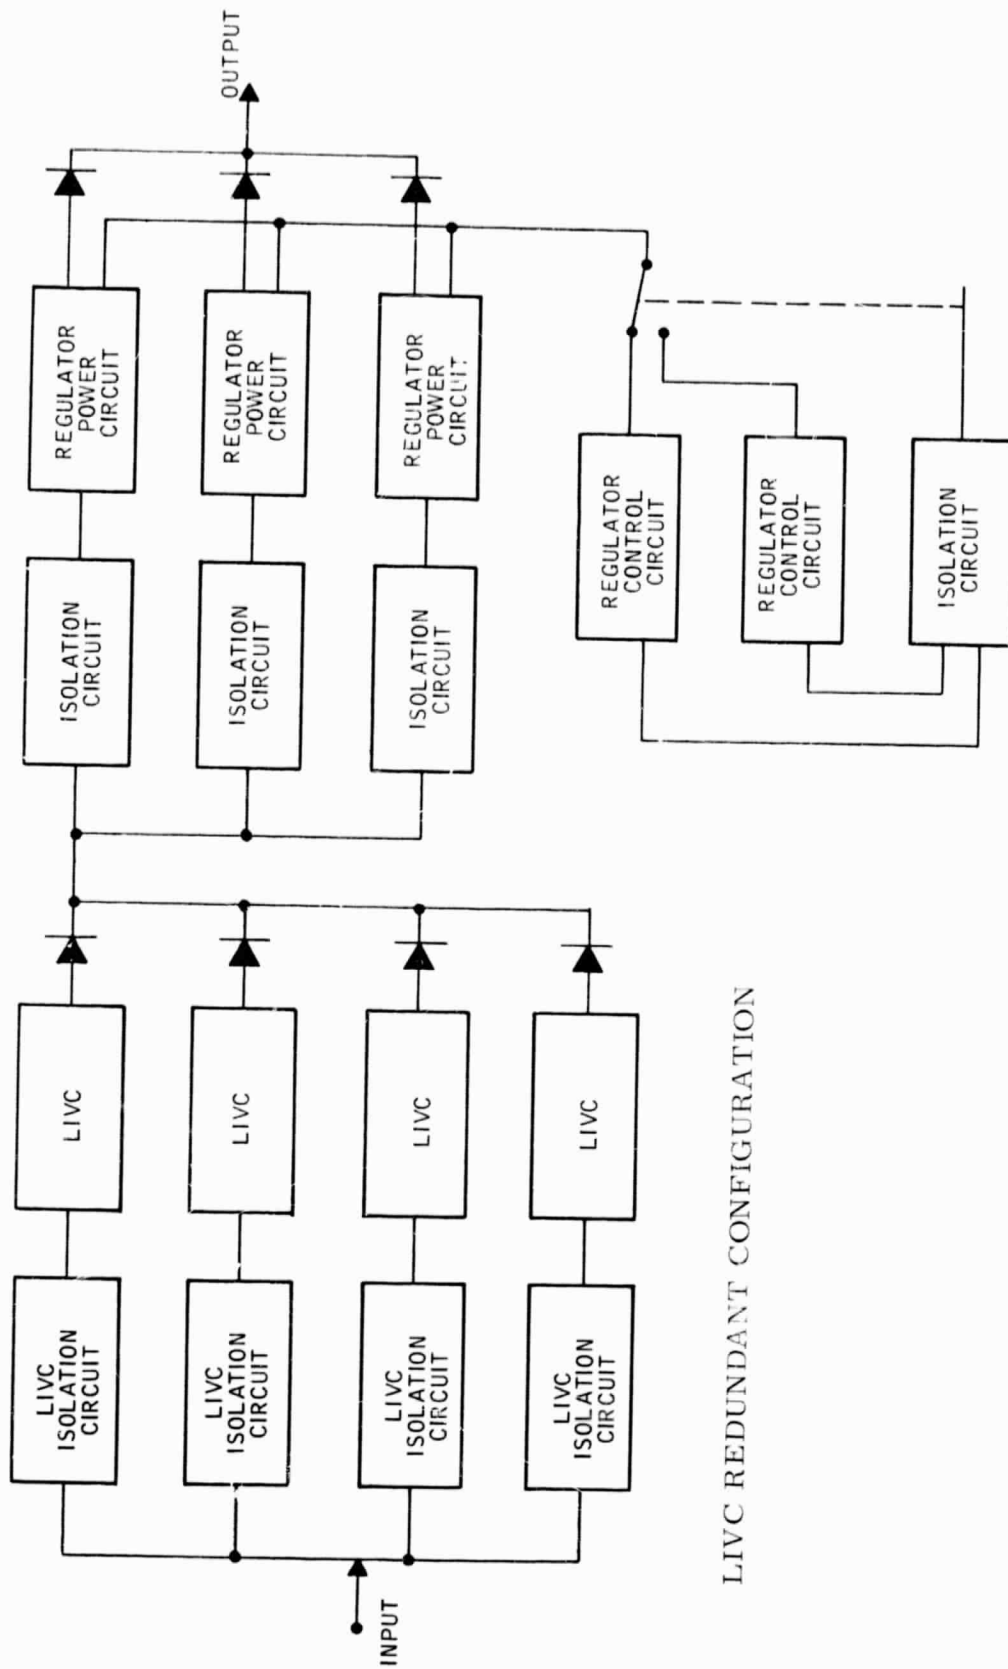 INPUT
LIVC
ISOLATION
CIRCUIT
LIVC
ISOLATION
CIRCUIT
LIVC
ISOLATION
CIRCUIT
LIVC
ISOLATION
CIRCUIT
LIVC
LIVC
LIVC
LIVC
ISOLATION
CIRCUIT
ISOLATION
CIRCUIT
ISOLATION
CIRCUIT
REGULATOR
POWER
CIRCUIT
REGULATOR
POWER
CIRCUIT
REGULATOR
POWER
CIRCUIT
OUTPUT
REGULATOR
CONTROL
CIRCUIT
REGULATOR
CONTROL
CIRCUIT
ISOLATION
CIRCUIT
LIVC REDUNDANT CONFIGURATION